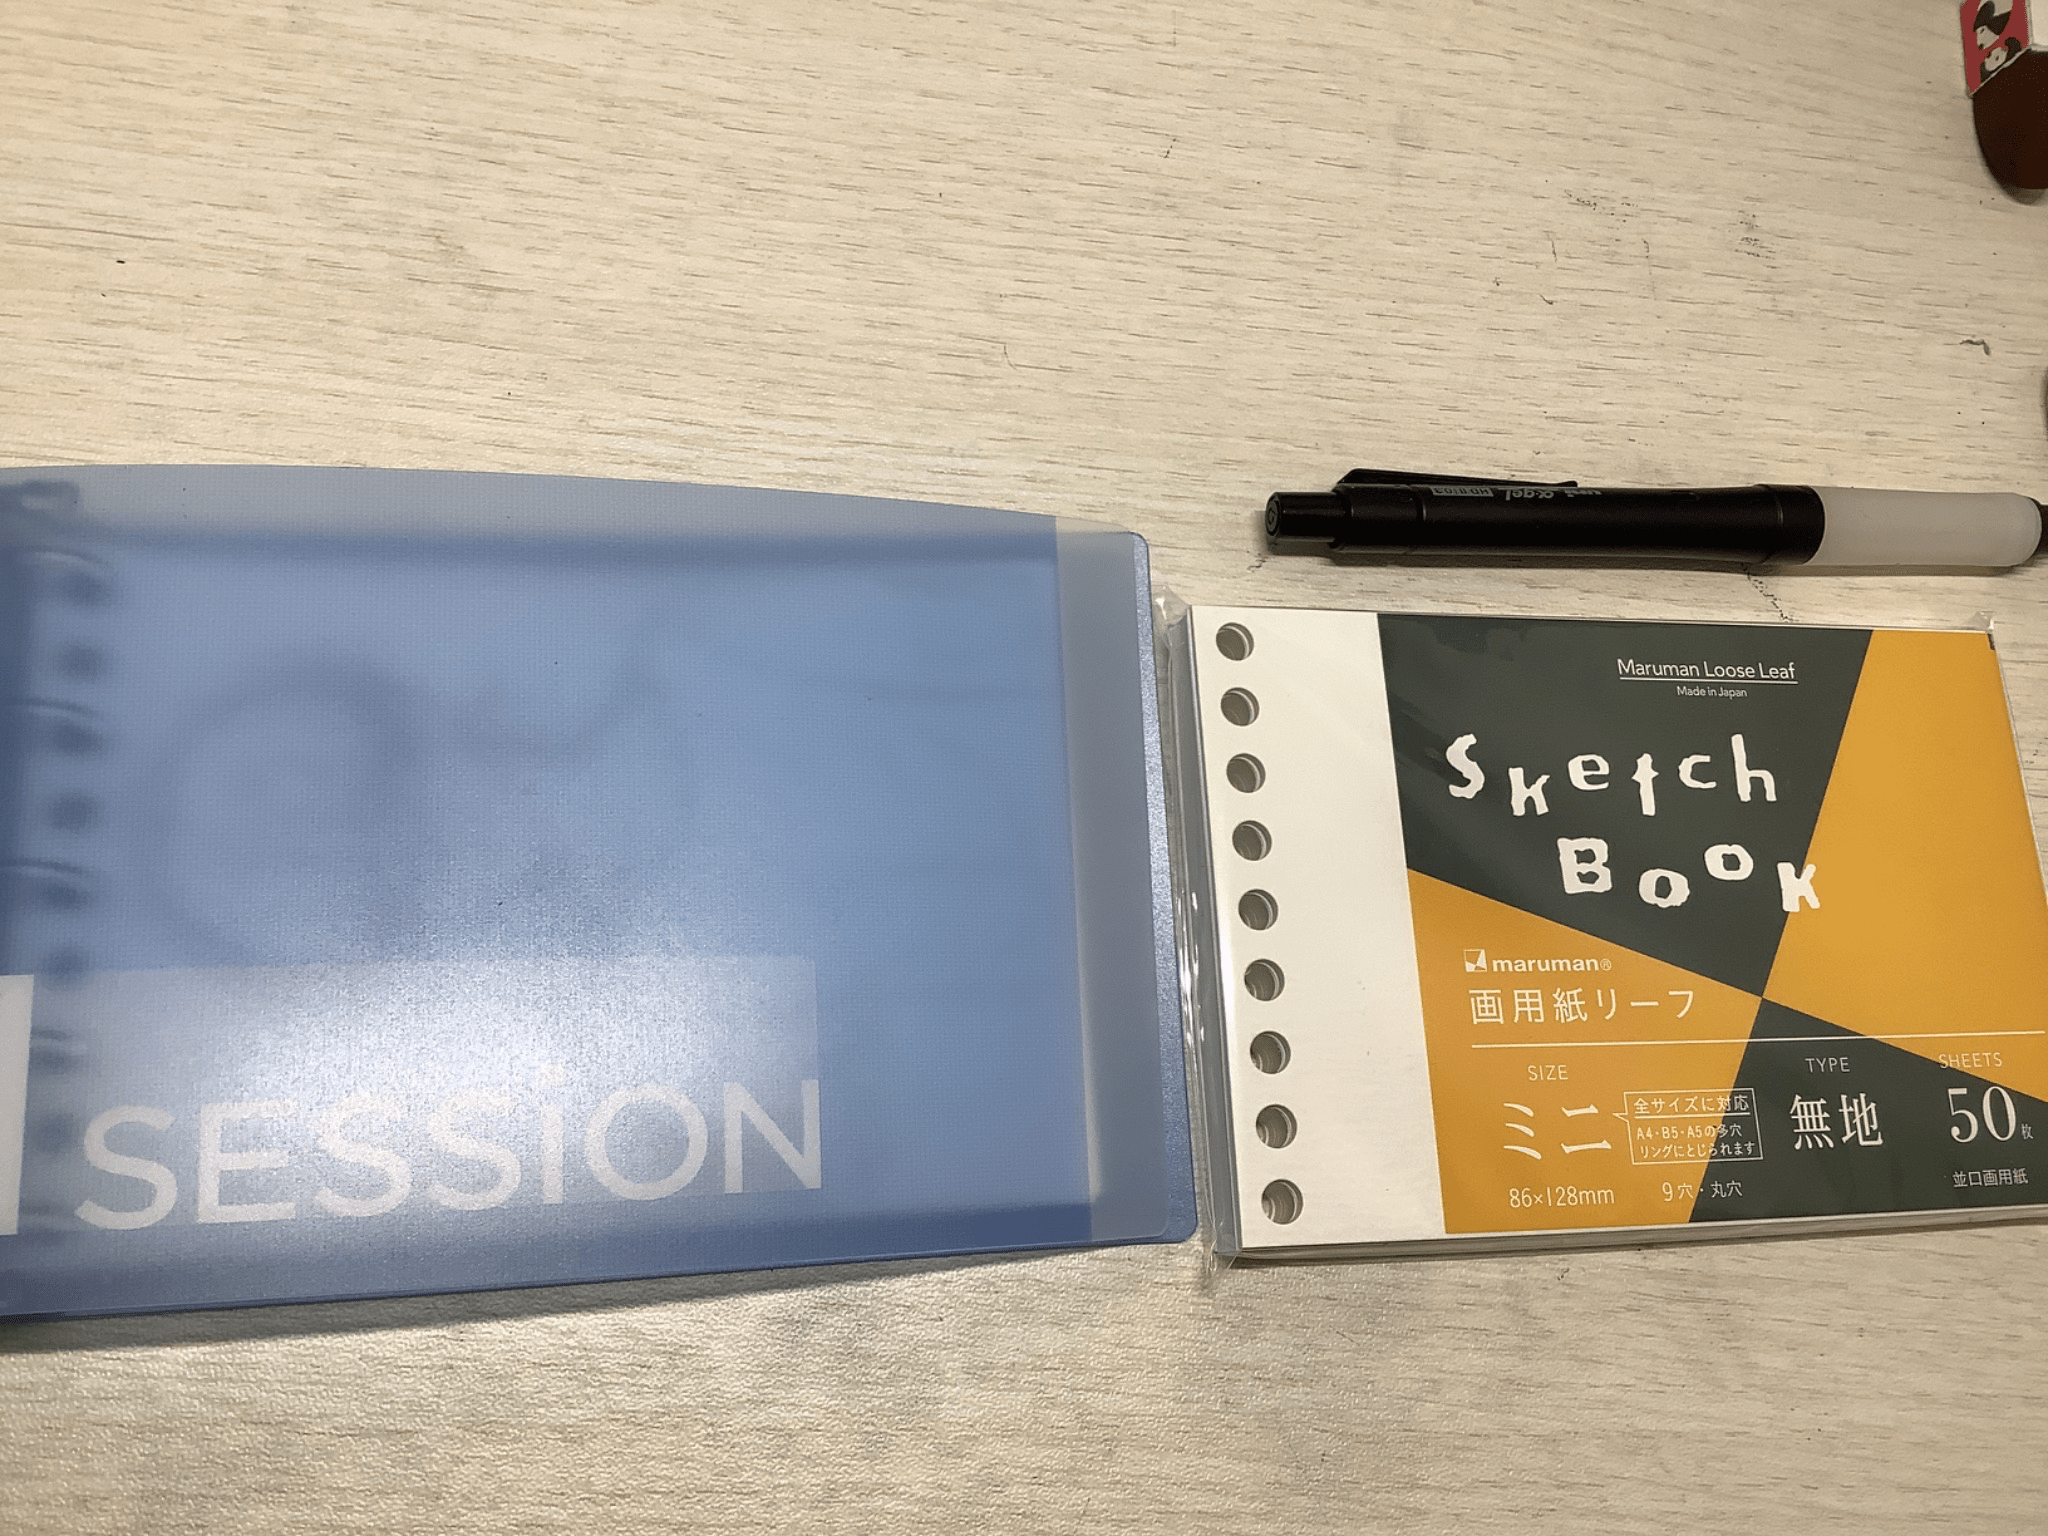 SESSiON
uni α-gel
Maruman Loose Leaf
Made in Japan
Sketch
Book
maruman®
画用紙リーフ
SIZE
ミニ
全サイズに対応
A4・B5・A5の多穴
リングにとじられます
86×128mm
9穴・丸穴
TYPE
無地
SHEETS
50枚
並口画用紙